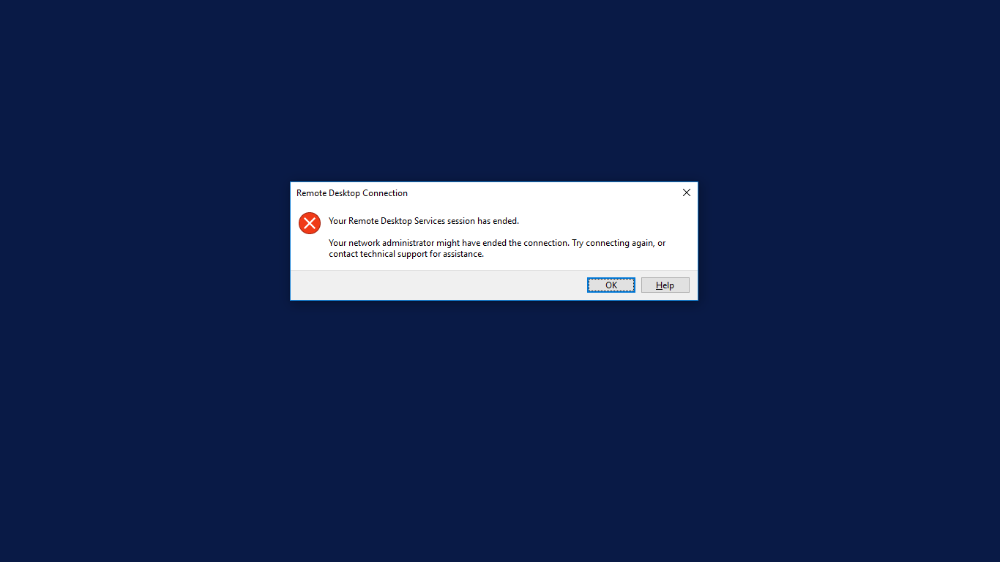 Remote Desktop Connection
Your Remote Desktop Services session has ended.
Your network administrator might have ended the connection. Try connecting again, or
contact technical support for assistance.
OK Help